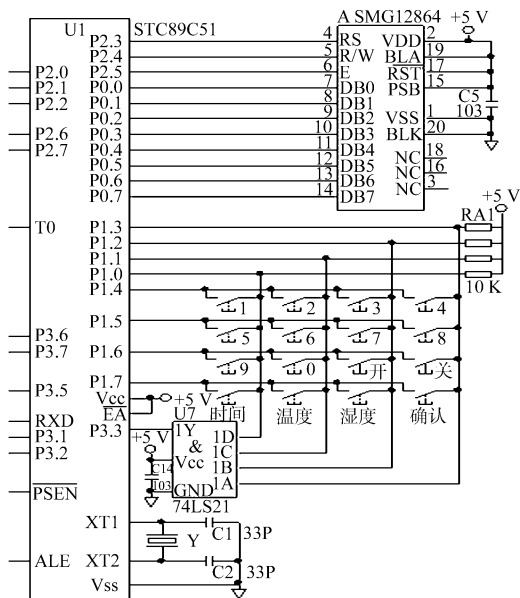 U1 STC89C51 A SMG12864 +5 V
P2.3 4 RS VDD 2
P2.4 5 R/W BLA 19
P2.0 P2.5 6 E RST 17
P2.1 P0.0 7 DB0 PSB 15
P2.2 P0.1 8 DB1 C5
P0.2 9 DB2 VSS 1 103
P2.6 P0.3 10 DB3 BLK 20
P2.7 P0.4 11 DB4 NC 18
P0.5 12 DB5 NC 16
P0.6 13 DB6 NC 3
P0.7 14 DB7
+5 V
T0 P1.3 RA1
P1.2
P1.1
P1.0 10 K
P1.4
1 2 3 4
P1.5
P3.6 5 6 7 8
P3.7 P1.6
9 0 开 关
P3.5 P1.7
Vcc +5 V
EA U7 时间 温度 湿度 确认
RXD
P3.1 P3.3 +5 V 1Y 1D
P3.2 & 1C
Vcc 1B
C14 1A
PSEN 103 GND
74LS21
XT1 C1 33P
Y
ALE XT2 C2 33P
Vss